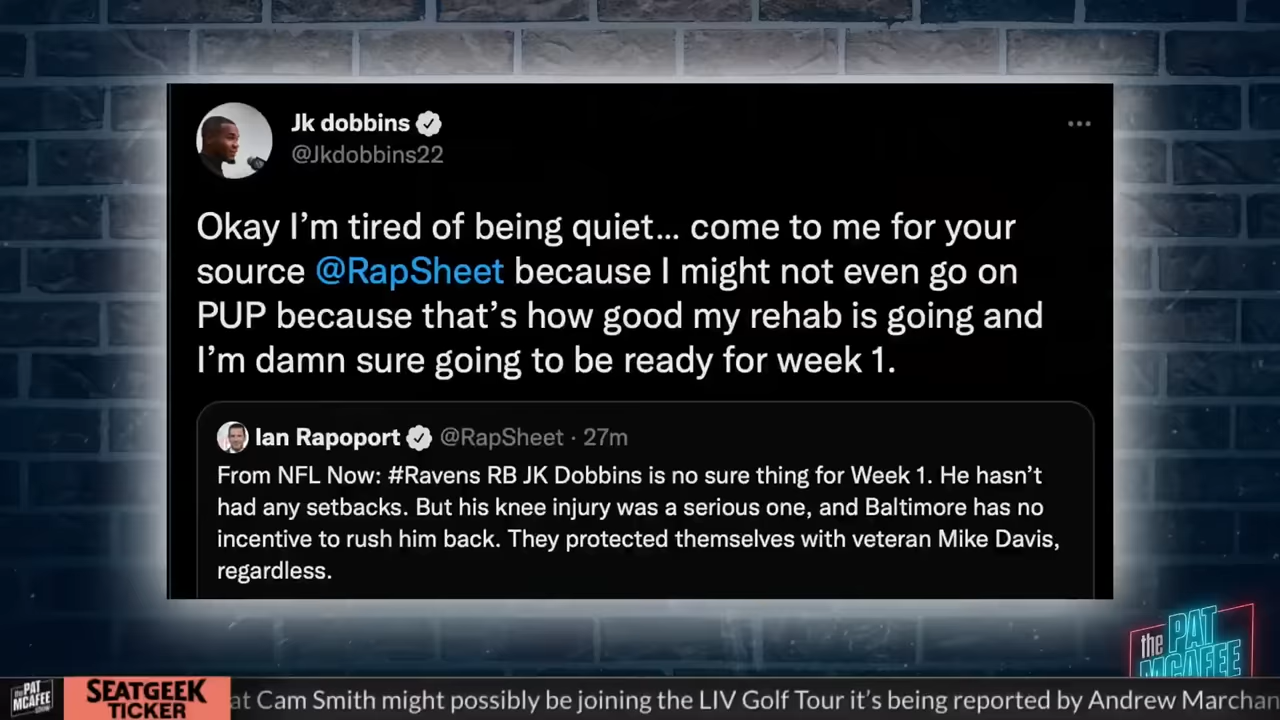 Jk dobbins
@Jkdobbins22
Okay I'm tired of being quiet... come to me for your
source @RapSheet because I might not even go on
PUP because that's how good my rehab is going and
I'm damn sure going to be ready for week 1.
Ian Rapoport @RapSheet · 27m
From NFL Now: #Ravens RB JK Dobbins is no sure thing for Week 1. He hasn't
had any setbacks. But his knee injury was a serious one, and Baltimore has no
incentive to rush him back. They protected themselves with veteran Mike Davis,
regardless.
the
PAT
MCAFEE
the
PAT
MCAFEE
SHOW
SEATGEEK
TICKER
at Cam Smith might possibly be joining the LIV Golf Tour it's being reported by Andrew Marchan